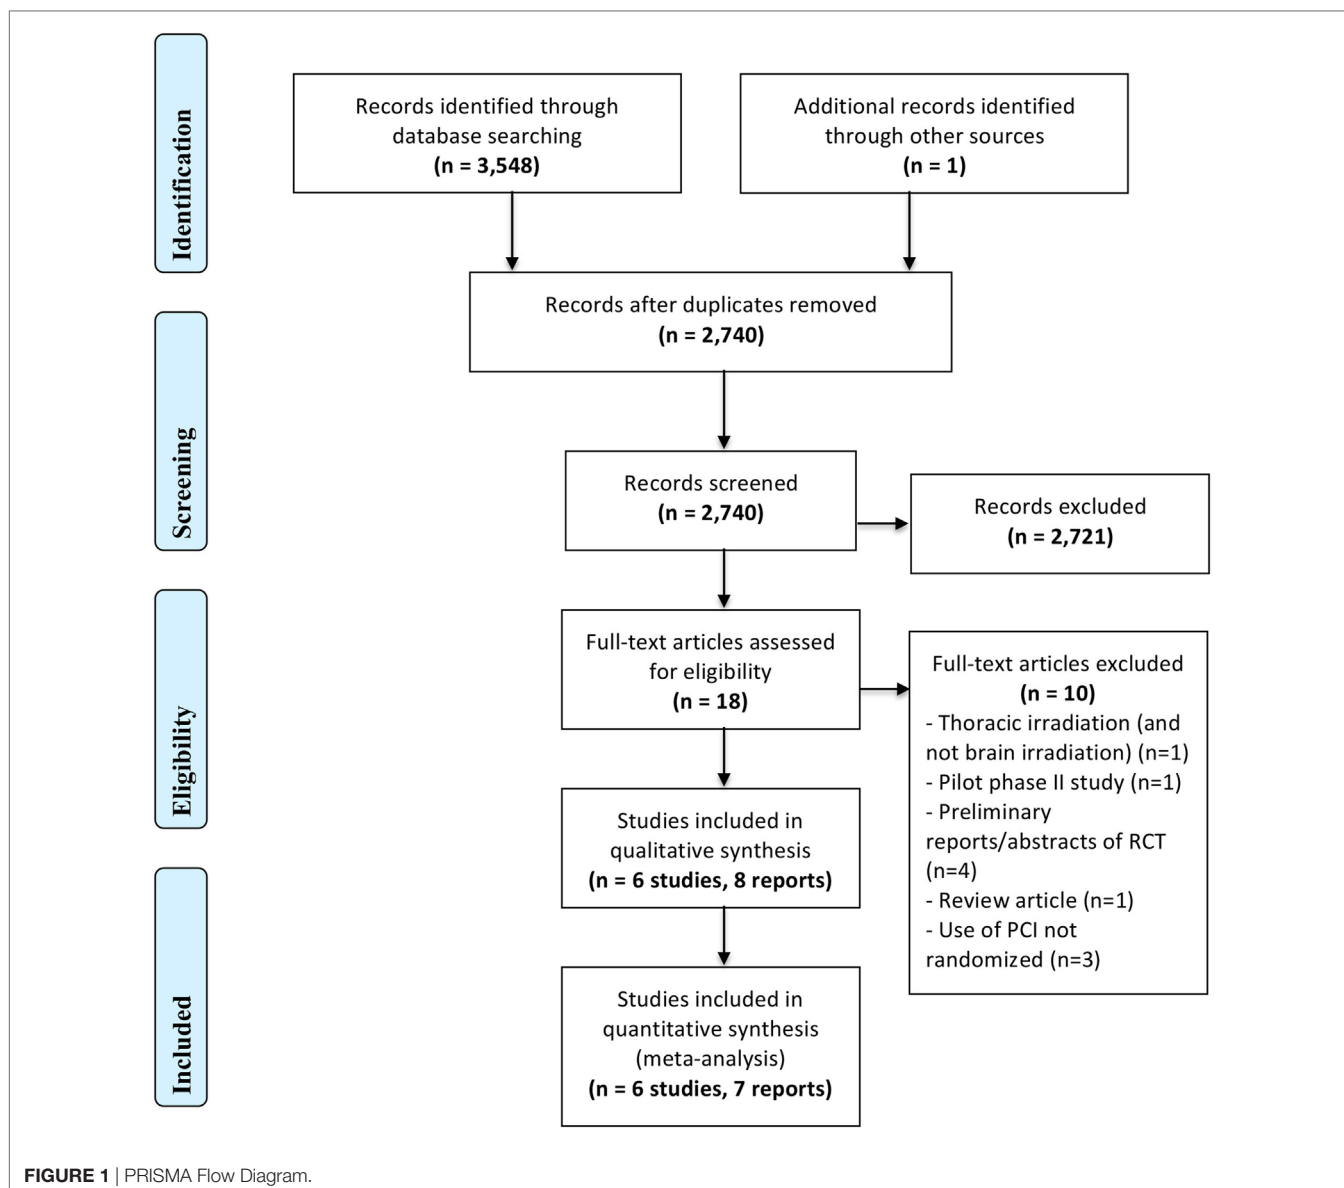 Identification
Records identified through
database searching
(n = 3,548)
Additional records identified
through other sources
(n = 1)
Records after duplicates removed
(n = 2,740)
Screening
Records screened
(n = 2,740)
Records excluded
(n = 2,721)
Eligibility
Full-text articles assessed
for eligibility
(n = 18)
Full-text articles excluded
(n = 10)
- Thoracic irradiation (and
not brain irradiation) (n=1)
- Pilot phase II study (n=1)
- Preliminary
reports/abstracts of RCT
(n=4)
- Review article (n=1)
- Use of PCI not
randomized (n=3)
Studies included in
qualitative synthesis
(n = 6 studies, 8 reports)
Included
Studies included in
quantitative synthesis
(meta-analysis)
(n = 6 studies, 7 reports)
FIGURE 1 | PRISMA Flow Diagram.